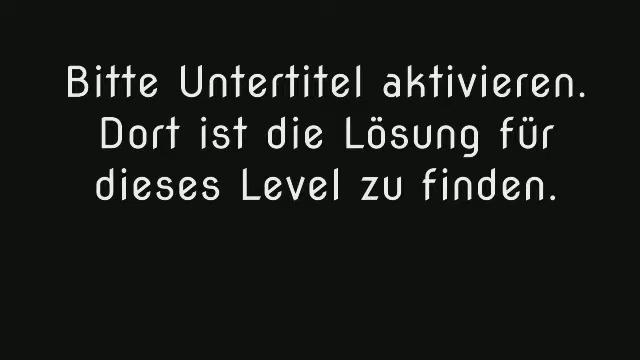 Bitte Untertitel aktivieren.
Dort ist die Lösung für
dieses Level zu finden.